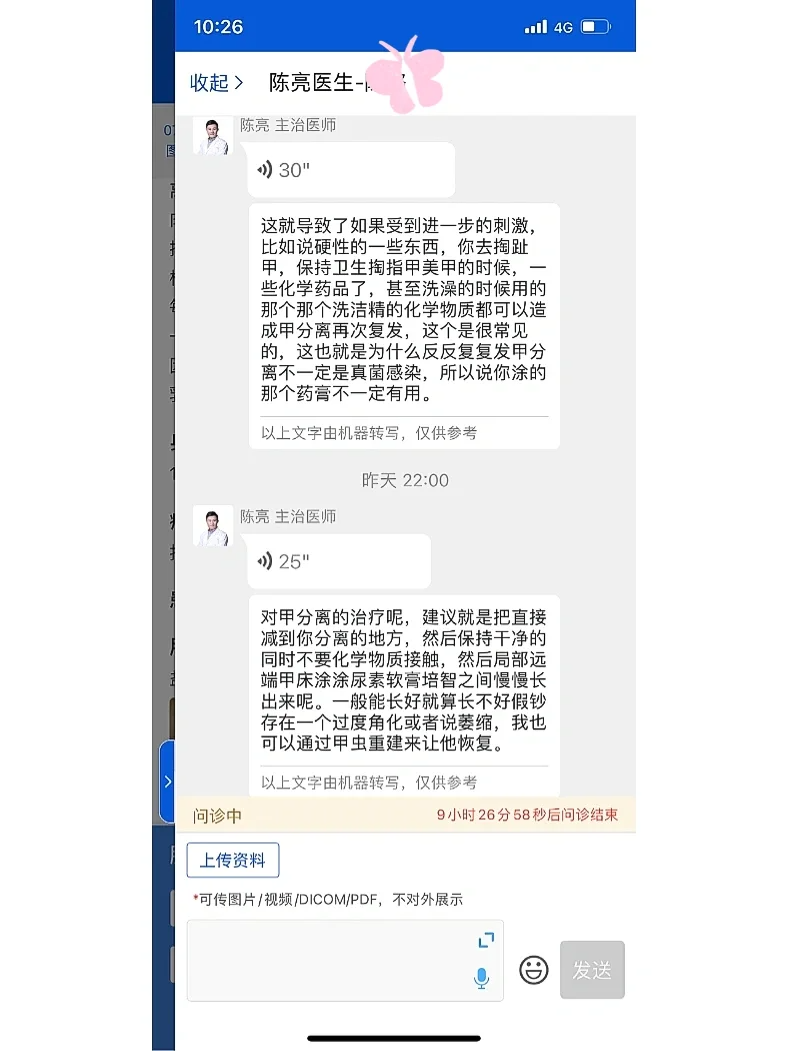 10:26
4G
收起
陈亮医生-
陈亮 主治医师
30"
这就导致了如果受到进一步的刺激，
比如说硬性的一些东西，你去掏趾
甲，保持卫生掏指甲美甲的时候，一
些化学药品了，甚至洗澡的时候用的
那个那个洗洁精的化学物质都可以造
成甲分离再次复发，这个是很常见
的，这也就是为什么反反复复发甲分
离不一定是真菌感染，所以说你涂的
那个药膏不一定有用。
以上文字由机器转写，仅供参考
昨天 22:00
陈亮 主治医师
25"
对甲分离的治疗呢，建议就是把直接
减到你分离的地方，然后保持干净的
同时不要化学物质接触，然后局部远
端甲床涂涂尿素软膏培智之间慢慢长
出来呢。一般能长好就算长不好假钞
存在一个过度角化或者说萎缩，我也
可以通过甲虫重建来让他恢复。
以上文字由机器转写，仅供参考
问诊中
9小时26分58秒后问诊结束
上传资料
*可传图片/视频/DICOM/PDF，不对外展示
发送